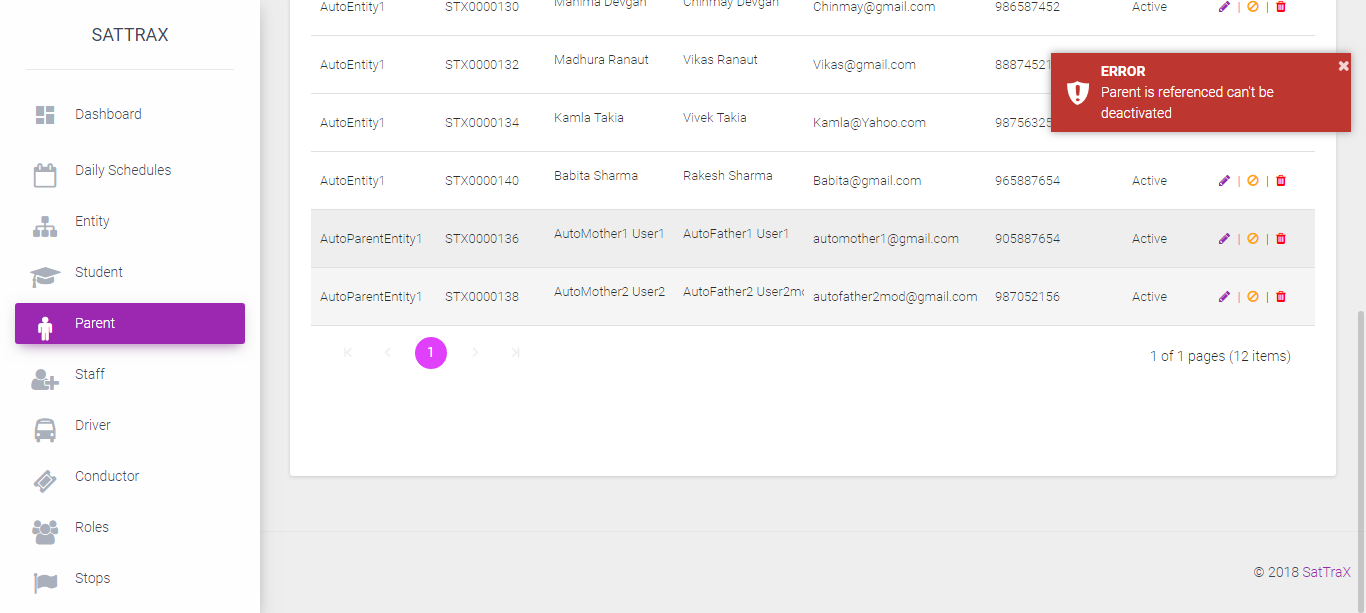 SATTRAX
Dashboard
Daily Schedules
Entity
Student
Parent
Staff
Driver
Conductor
Roles
Stops
AutoEntity1 STX0000130 Mahima Devgan Chinmay Devgan Chinmay@gmail.com 986587452 Active | |
AutoEntity1 STX0000132 Madhura Ranaut Vikas Ranaut Vikas@gmail.com
AutoEntity1 STX0000134 Kamla Takia Vivek Takia Kamla@Yahoo.com
AutoEntity1 STX0000140 Babita Sharma Rakesh Sharma Babita@gmail.com 965887654 Active | |
AutoParentEntity1 STX0000136 AutoMother1 User1 AutoFather1 User1 automother1@gmail.com 905887654 Active | |
AutoParentEntity1 STX0000138 AutoMother2 User2 AutoFather2 User2mo autofather2mod@gmail.com 987052156 Active | |
ERROR
Parent is referenced can't be
deactivated
1
1 of 1 pages (12 items)
© 2018 SatTraX